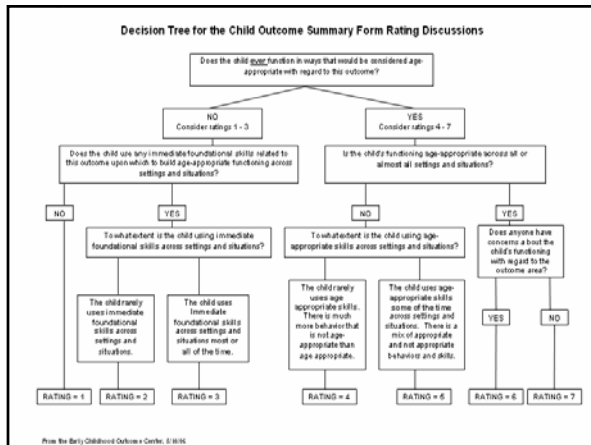 Decision Tree for the Child Outcome Summary Form Rating Discussions
Does the child ever function in ways that would be considered age-
appropriate with regard to this outcome?
NO
Consider ratings 1 - 3
YES
Consider ratings 4 - 7
Does the child use any immediate foundational skills related to
this outcome upon which to build age-appropriate functioning across
settings and situations?
Is the child's functioning age-appropriate across all or
almost all settings and situations?
NO
YES
NO
YES
To what extent is the child using immediate
foundational skills across settings and situations?
To what extent is the child using age-
appropriate skills across settings and situations?
Does anyone have
concerns about the
child's functioning
with regard to the
outcome area?
The child rarely
uses immediate
foundational skills
across settings
and situations.
The child uses
Immediate
foundational skills
across settings and
situations most or
all of the time.
The child rarely
uses age
appropriate skills.
There is much
more behavior that
is not age-
appropriate than
age appropriate.
The child uses age-
appropriate skills
some of the time
across settings and
situations. There is a
mix of appropriate
and not appropriate
behaviors and skills.
YES
NO
RATING = 1
RATING = 2
RATING = 3
RATING = 4
RATING = 5
RATING = 6
RATING = 7
From the Early Childhood Outcome Center,